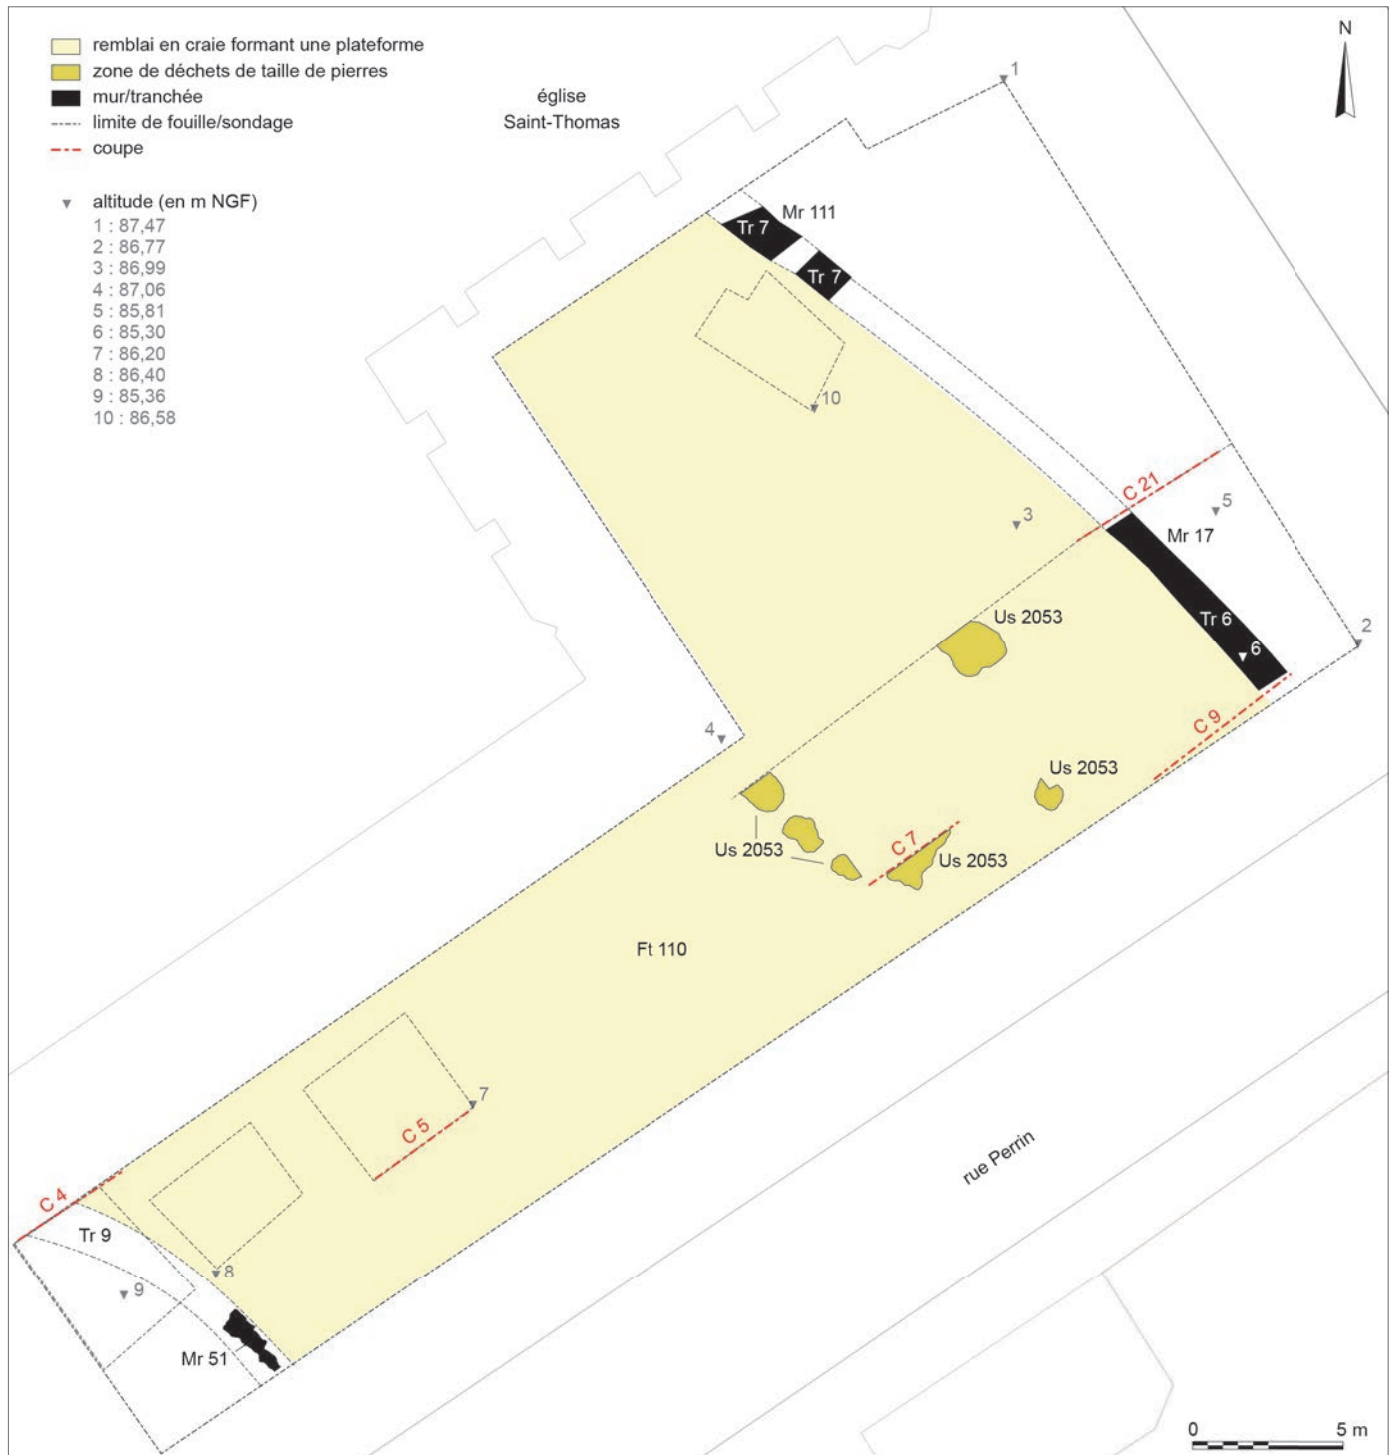 remblai en craie formant une plateforme
zone de déchets de taille de pierres
mur/tranchée
limite de fouille/sondage
coupe
altitude (en m NGF)
1 : 87,47
2 : 86,77
3 : 86,99
4 : 87,06
5 : 85,81
6 : 85,30
7 : 86,20
8 : 86,40
9 : 85,36
10 : 86,58
église
Saint-Thomas
N
1
Mr 111
Tr 7
Tr 7
10
C 21
5
3
Mr 17
Us 2053
Tr 6
2
6
4
C 9
Us 2053
C 7
Us 2053
Us 2053
Ft 110
7
C 5
rue Perrin
C 4
Tr 9
8
9
Mr 51
0 5 m